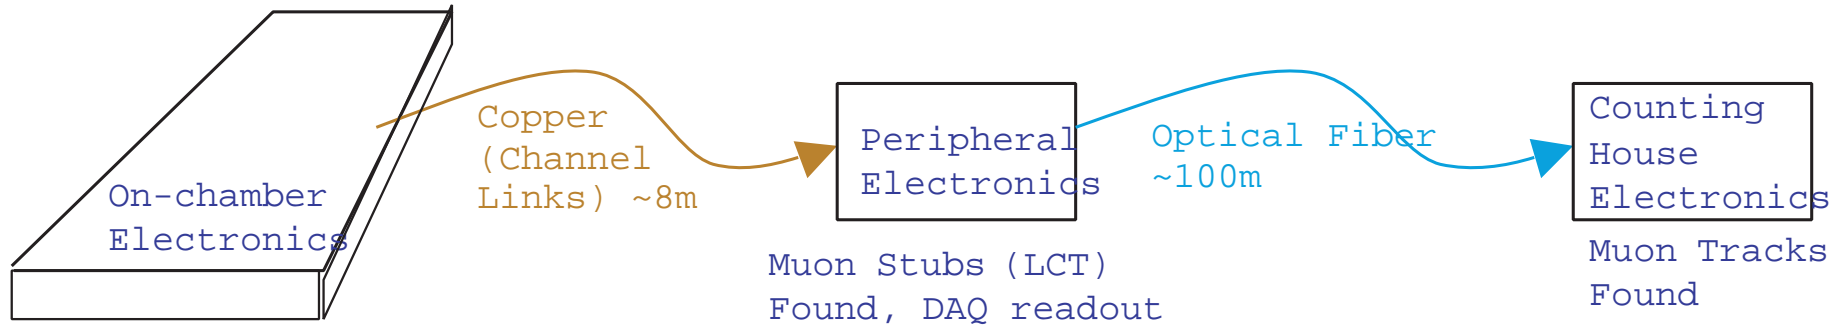 On-chamber
Electronics
Copper
(Channel
Links) ~8m
Peripheral
Electronics
Muon Stubs (LCT)
Found, DAQ readout
Optical Fiber
~100m
Counting
House
Electronics
Muon Tracks
Found